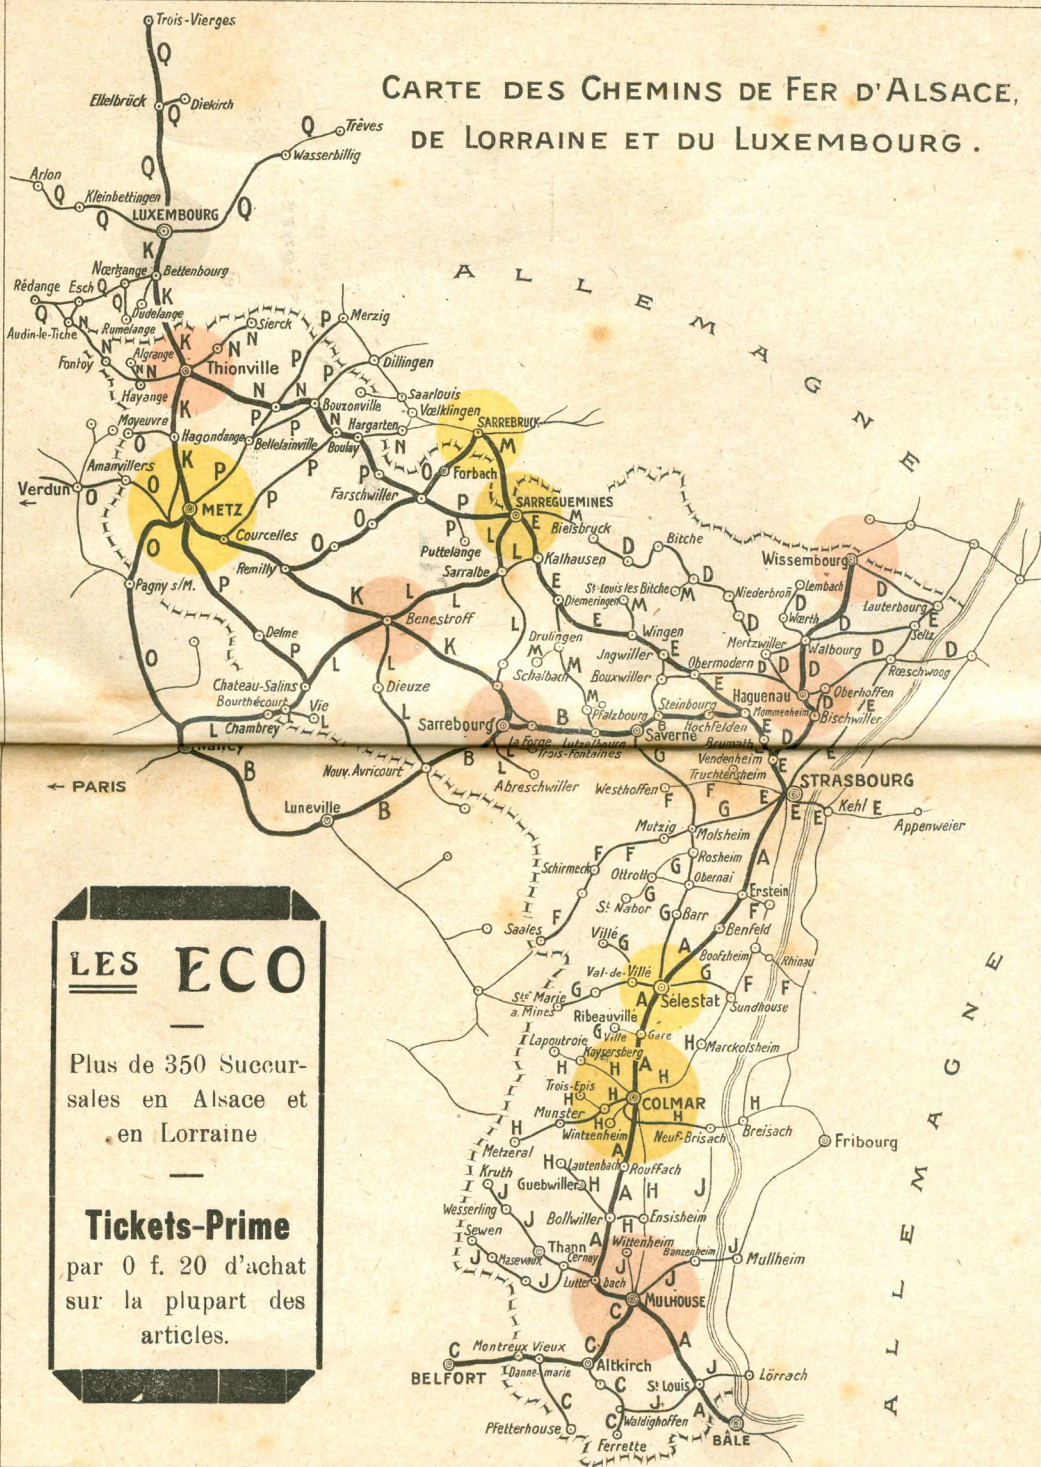 CARTE DES CHEMINS DE FER D'ALSACE,
DE LORRAINE ET DU LUXEMBOURG.
Trois-Vierges
Q
Ettelbrück
Diekirch
Q
Q
Q
Trêves
Wasserbillig
Arlon
Q
Kleinbettingen
Q
LUXEMBOURG
Q
K
Nœrtzange
Bettenbourg
ALLEMAGNE
Rédange
Esch
Q
Q
Q
K
Dudelange
Audin-le-Tiche
N
Rumelange
Sierck
P
Merzig
K
N
N
Fontoy
Algrange
N
N
Thionville
P
P
Dillingen
Hayange
K
N
N
Saarlouis
Vœlklingen
Bouzonville
P
P
N
Hargarten
N
SARREBRUCK
M
Moyeuvre
O
Hagondange
Bettelainville
Boulay
K
P
P
P
O
Forbach
Amanvillers
O
Verdun
METZ
Farschwiller
P
SARREGUEMINES
M
P
E
Bielsbruck
O
Courcelles
O
O
Puttelange
L
L
Kalhausen
D
Bitche
Wissembourg
Remilly
Sarralbe
Pagny s/M.
P
K
L
L
E
Diemeringen
St-Louis les Bitche
M
M
D
Niederbron
Lembach
D
Wœrth
D
Lauterbourg
E
Seltz
Benestroff
L
E
Wingen
D
Delme
K
Drulingen
M
M
Ingwiller
E
Mertzwiller
D
D
Walbourg
D
D
Rœschwoog
P
L
L
Schalbach
Bouxwiller
Obermodern
E
D
O
Chateau-Salins
Dieuze
M
Haguenau
Oberhoffen
E
Bourthécourt
Vie
Pfalzbourg
Steinbourg
Mommenheim
Bischwiller
L
Chambrey
L
L
Sarrebourg
B
Saverne
Hochfelden
Brumath
D
Nancy
La Forge
Lutzelbourg
Trois-Fontaines
Vendenheim
E
B
Nouv. Avricourt
B
L
Abreschwiller
G
Westhoffen
F
F
Truchtersheim
STRASBOURG
← PARIS
Luneville
B
G
E
E
E
Kehl
E
Appenweier
Mutzig
Molsheim
F
F
Schirmeck
Rosheim
A
Ottrott
G
Obernai
G
Erstein
St Nabor
F
G
Barr
F
Benfeld
Saales
Villé
G
A
Boofzheim
Rhinau
Val-de-Villé
G
F
F
Ste Marie
a. Mines
G
A
Sélestat
Sundhouse
Ribeauvillé
G
Ville
Gare
Lapoutroie
Kaysersberg
A
H
Marckolsheim
H
H
H
Trois-Epis
H
H
COLMAR
Munster
H
H
H
Wintzenheim
Neuf-Brisach
Breisach
Fribourg
H
Metzeral
A
H
Lautenbach
Rouffach
Kruth
Guebwiller
H
A
H
J
J
Wesserling
J
Bollwiller
H
Ensisheim
Sewen
A
Wittenheim
Thann
Cernay
Banzenheim
J
Mullheim
J
Masevaux
J
J
J
Lutterbach
MULHOUSE
C
A
Montreux Vieux
C
BELFORT
C
Dannemarie
Altkirch
J
Lörrach
C
C
St Louis
J
A
C
Waldighoffen
Pfetterhouse
Ferrette
BÂLE
ALLEMAGNE
LES ECO
Plus de 350 Succur-
sales en Alsace et
en Lorraine
Tickets-Prime
par 0 f. 20 d'achat
sur la plupart des
articles.